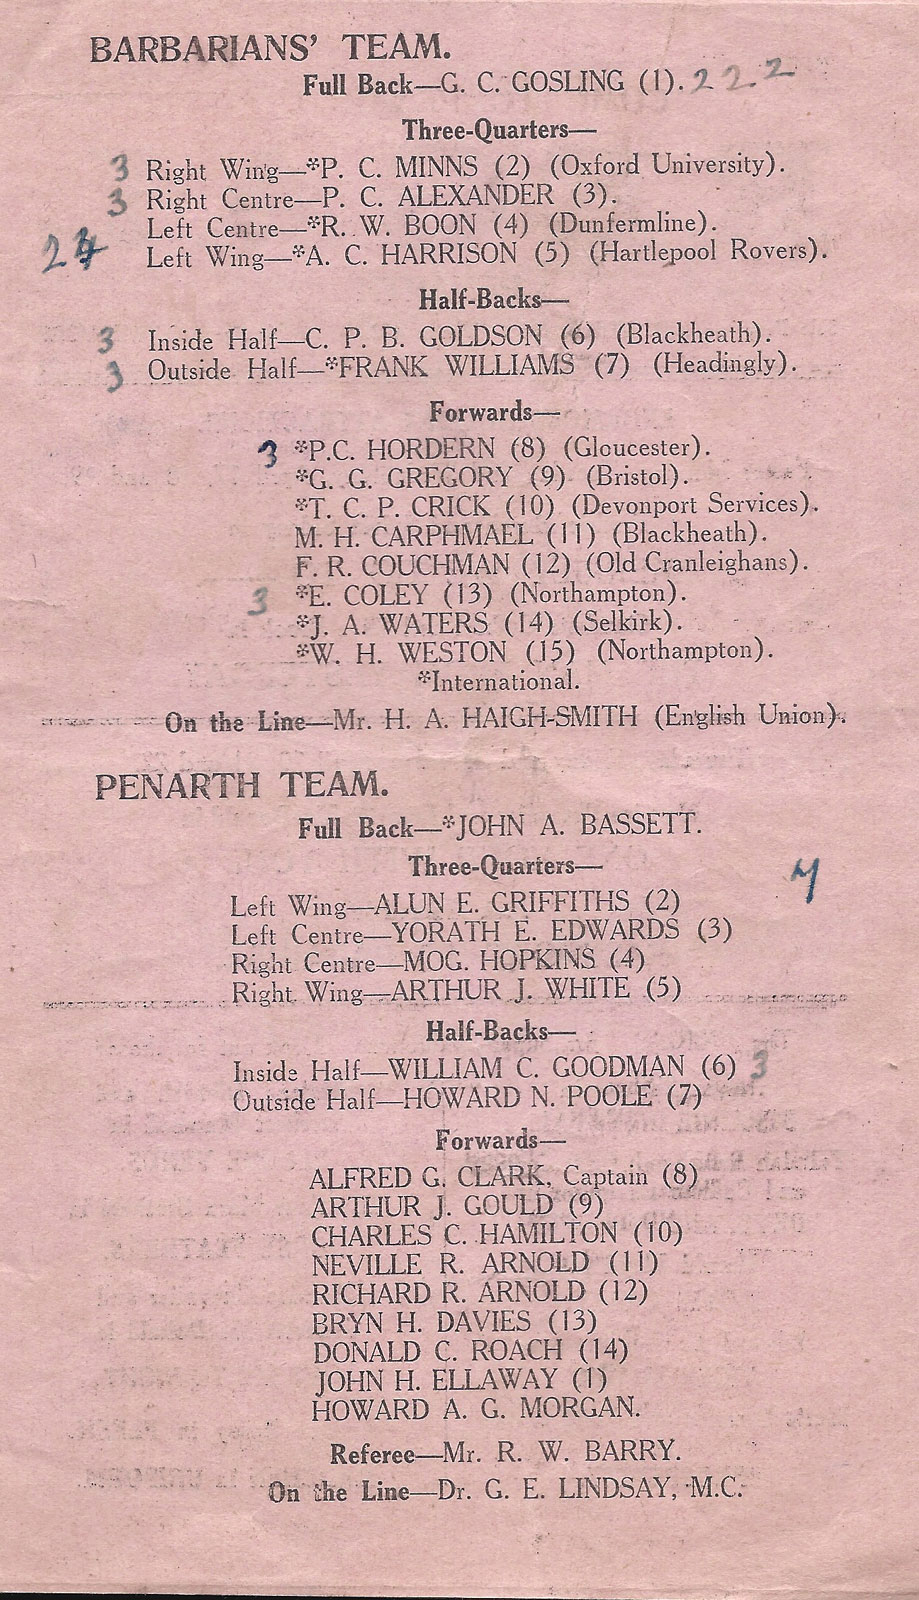 BARBARIANS' TEAM.
Full Back—G. C. GOSLING (1). 2 2 2
Three-Quarters—
3 Right Wing—*P. C. MINNS (2) (Oxford University).
3 Right Centre—P. C. ALEXANDER (3).
Left Centre—*R. W. BOON (4) (Dunfermline).
Left Wing—*A. C. HARRISON (5) (Hartlepool Rovers).
Half-Backs—
3 Inside Half—C. P. B. GOLDSON (6) (Blackheath).
3 Outside Half—*FRANK WILLIAMS (7) (Headingly).
Forwards—
3 *P.C. HORDERN (8) (Gloucester).
*G. G. GREGORY (9) (Bristol).
*T. C. P. CRICK (10) (Devonport Services).
M. H. CARPHMAEL (11) (Blackheath).
F. R. COUCHMAN (12) (Old Cranleighans).
3 *E. COLEY (13) (Northampton).
*J. A. WATERS (14) (Selkirk).
*W. H. WESTON (15) (Northampton).
*International.
On the Line—Mr. H. A. HAIGH-SMITH (English Union).
PENARTH TEAM.
Full Back—*JOHN A. BASSETT.
Three-Quarters—
Left Wing—ALUN E. GRIFFITHS (2)
Left Centre—YORATH E. EDWARDS (3)
Right Centre—MOG. HOPKINS (4)
Right Wing—ARTHUR J. WHITE (5)
Half-Backs—
Inside Half—WILLIAM C. GOODMAN (6) 3
Outside Half—HOWARD N. POOLE (7)
Forwards—
ALFRED G. CLARK, Captain (8)
ARTHUR J. GOULD (9)
CHARLES C. HAMILTON (10)
NEVILLE R. ARNOLD (11)
RICHARD R. ARNOLD (12)
BRYN H. DAVIES (13)
DONALD C. ROACH (14)
JOHN H. ELLAWAY (1)
HOWARD A. G. MORGAN.
Referee—Mr. R. W. BARRY.
On the Line—Dr. G. E. LINDSAY, M.C.